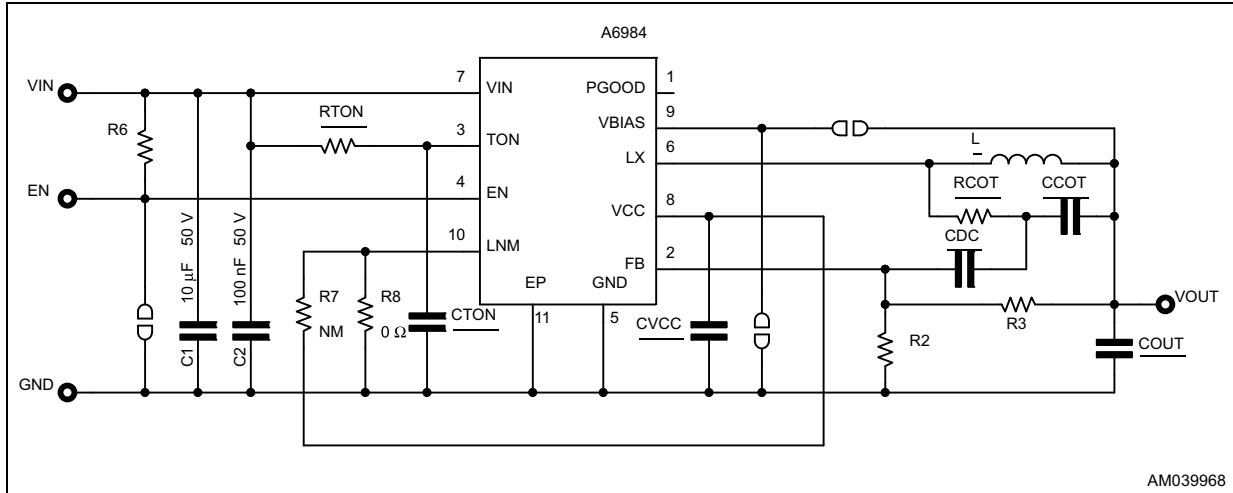 A6984
VIN
7
VIN
PGOOD
1
R6
RTON
3
TON
VBIAS
9
LX
6
L
EN
4
EN
RCOT
CCOT
VCC
8
10
LNM
CDC
FB
2
10 µF 50 V
100 nF 50 V
R7
NM
R8
0 Ω
CTON
EP
GND
11
5
CVCC
R2
R3
VOUT
COUT
C1
C2
GND
AM039968